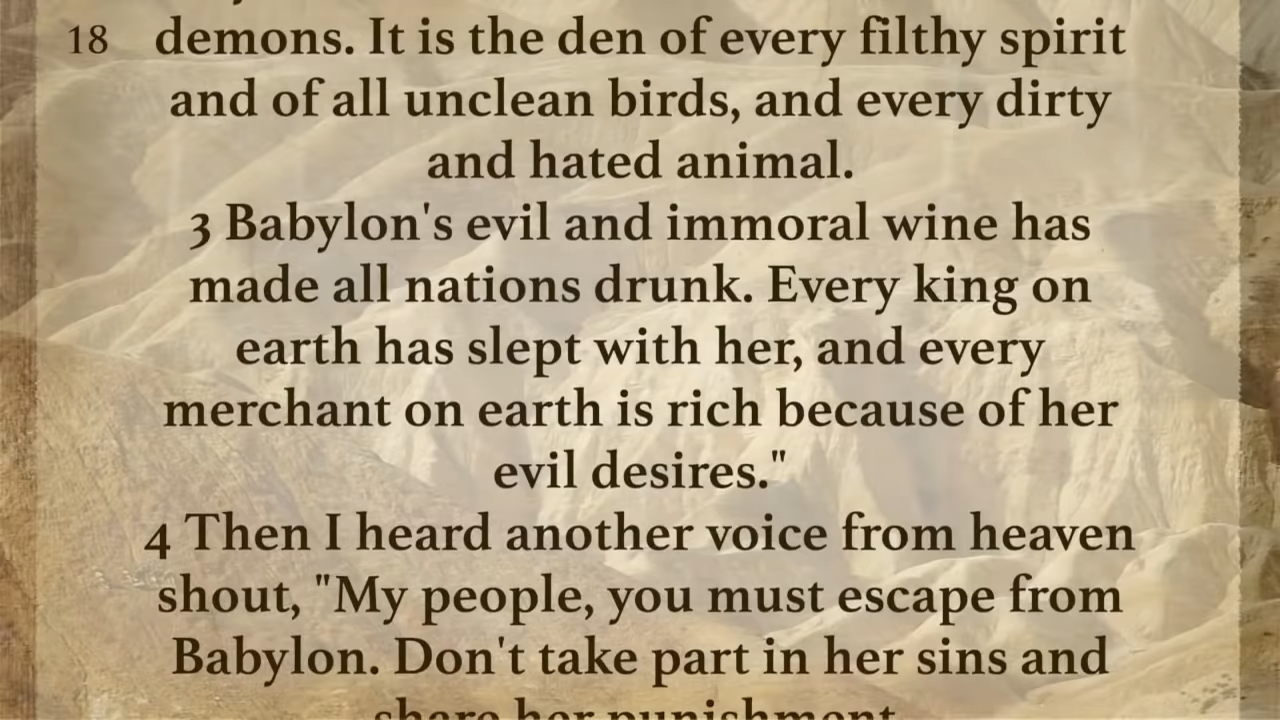 18 demons. It is the den of every filthy spirit
and of all unclean birds, and every dirty
and hated animal.
3 Babylon's evil and immoral wine has
made all nations drunk. Every king on
earth has slept with her, and every
merchant on earth is rich because of her
evil desires."
4 Then I heard another voice from heaven
shout, "My people, you must escape from
Babylon. Don't take part in her sins and
share her punishment.